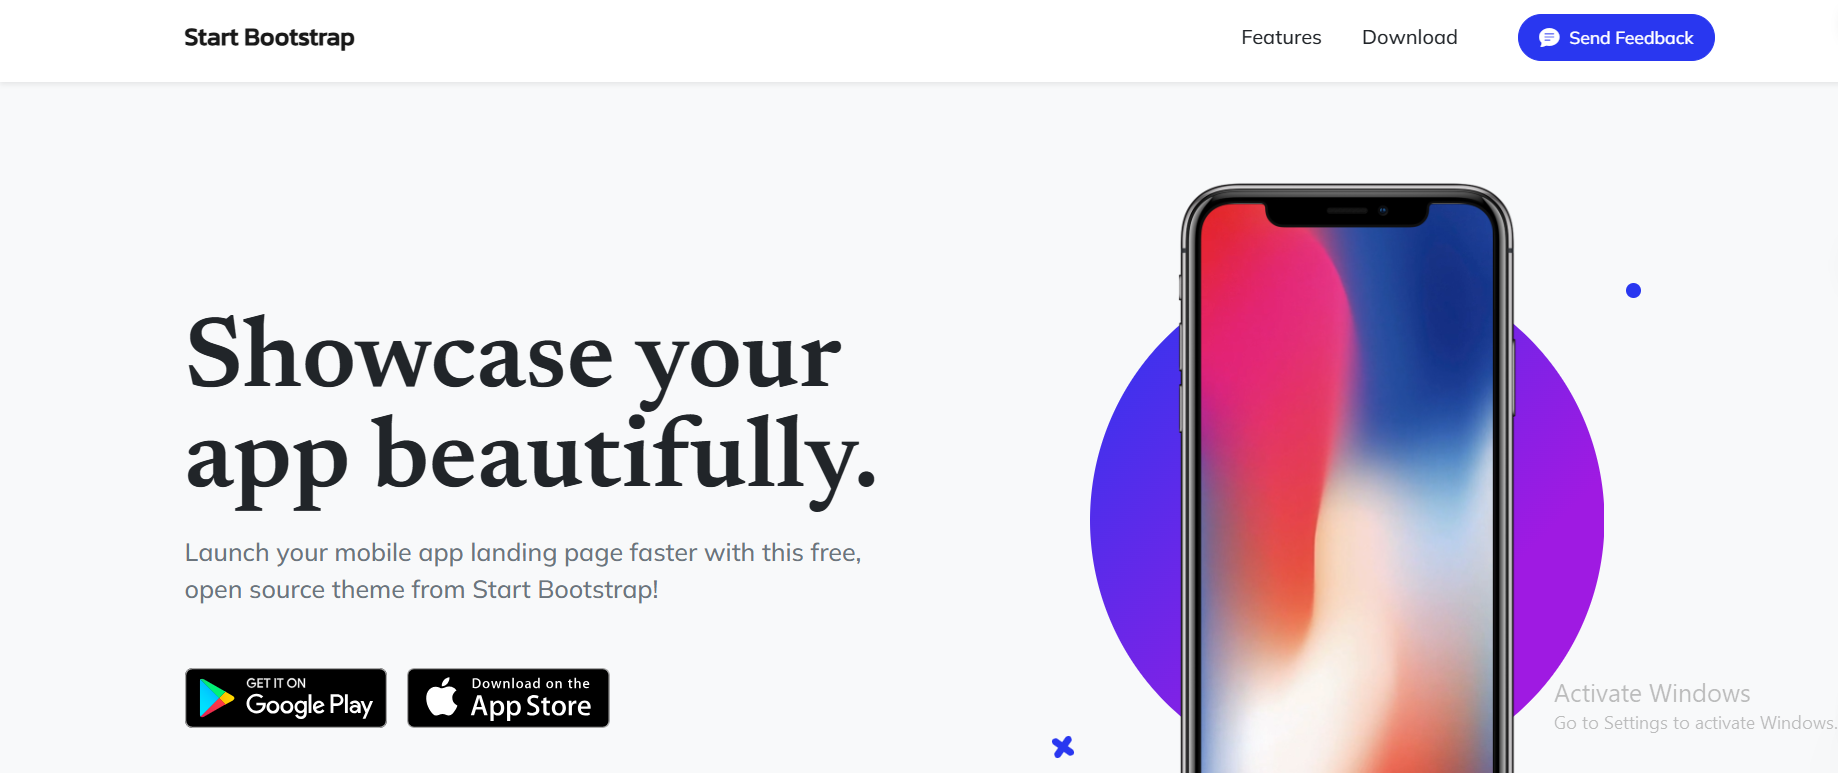 Start Bootstrap
Features
Download
Send Feedback
Showcase your
app beautifully.
Launch your mobile app landing page faster with this free,
open source theme from Start Bootstrap!
GET IT ON
Google Play
Download on the
App Store
Activate Windows
Go to Settings to activate Windows.